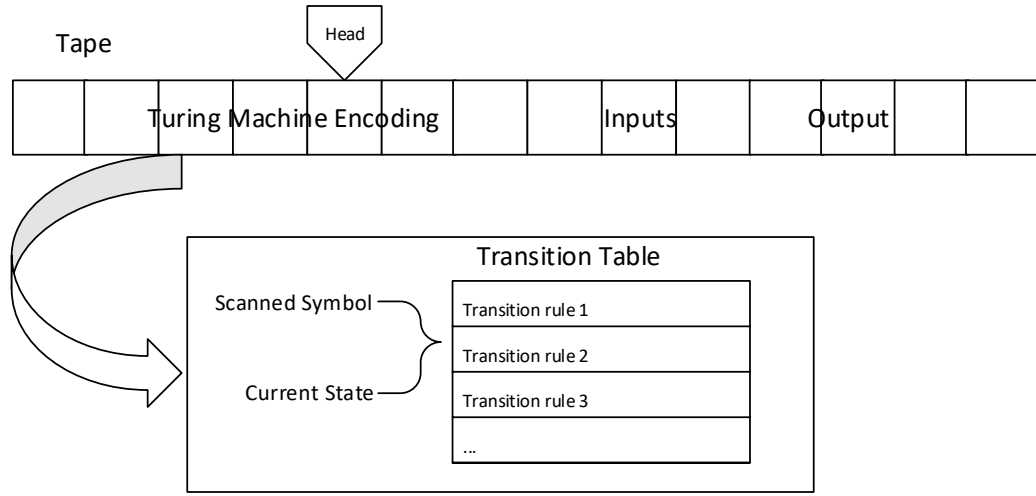 Head
Tape
Turing Machine Encoding
Inputs
Output
Transition Table
Scanned Symbol
Transition rule 1
Transition rule 2
Current State
Transition rule 3
...